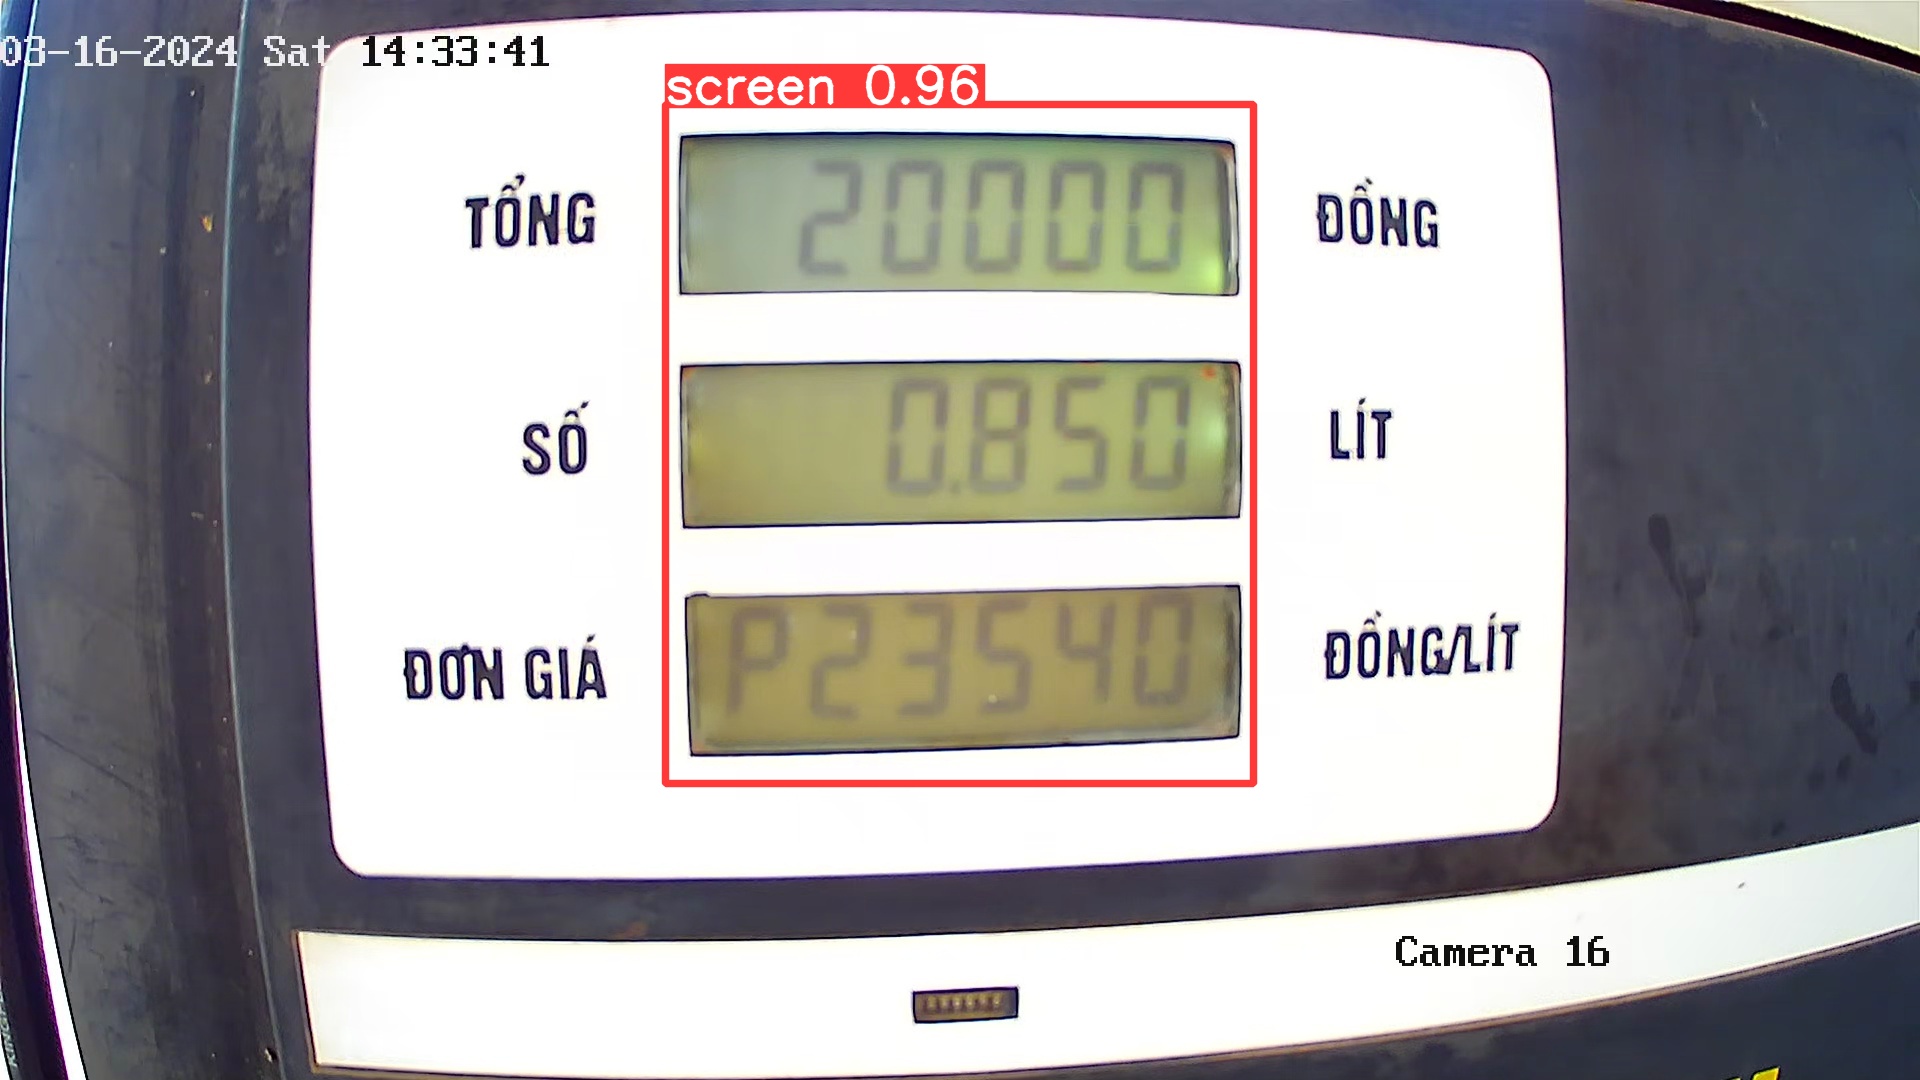 03-16-2024 Sat 14:33:41
screen 0.96
TỔNG 20000 ĐỒNG
SỐ 0.850 LÍT
ĐƠN GIÁ P23540 ĐỒNG/LÍT
Camera 16